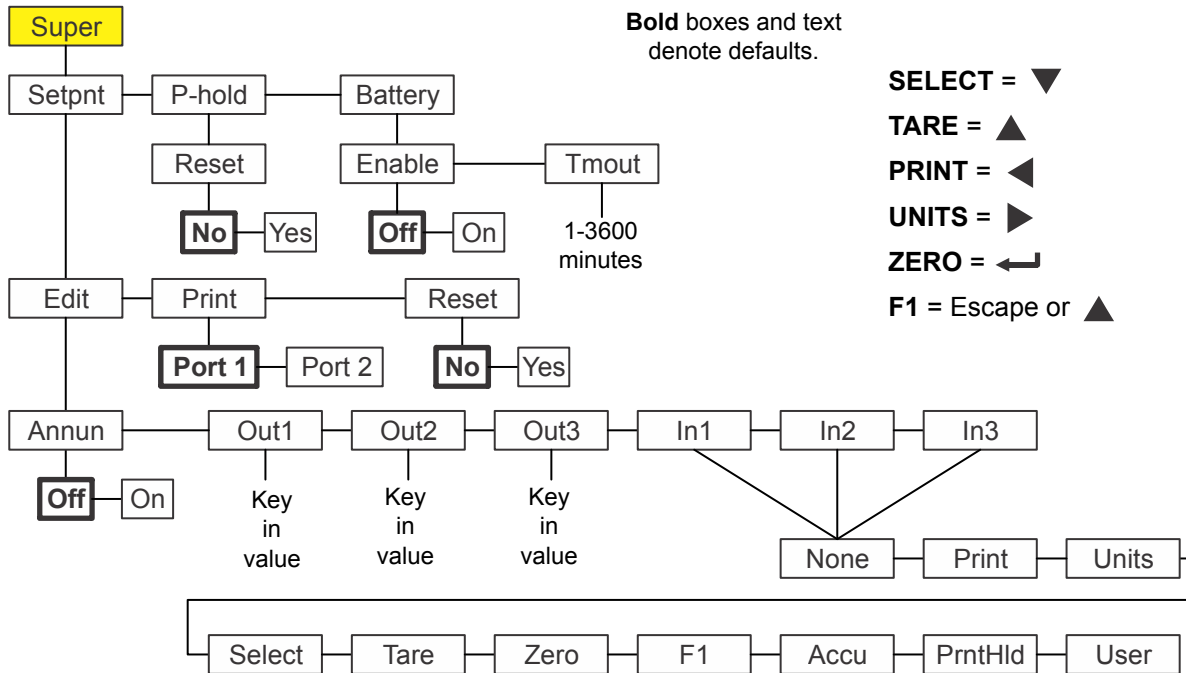 Super
Bold boxes and text
denote defaults.
Setpnt P-hold Battery
SELECT =
TARE =
Reset Enable Tmout
PRINT =
No Yes Off On 1-3600
minutes
UNITS =
ZERO =
Edit Print Reset
F1 = Escape or
Port 1 Port 2 No Yes
Annun Out1 Out2 Out3 In1 In2 In3
Off On
Key
in
value
Key
in
value
Key
in
value
None Print Units
Select Tare Zero F1 Accu PrntHld User